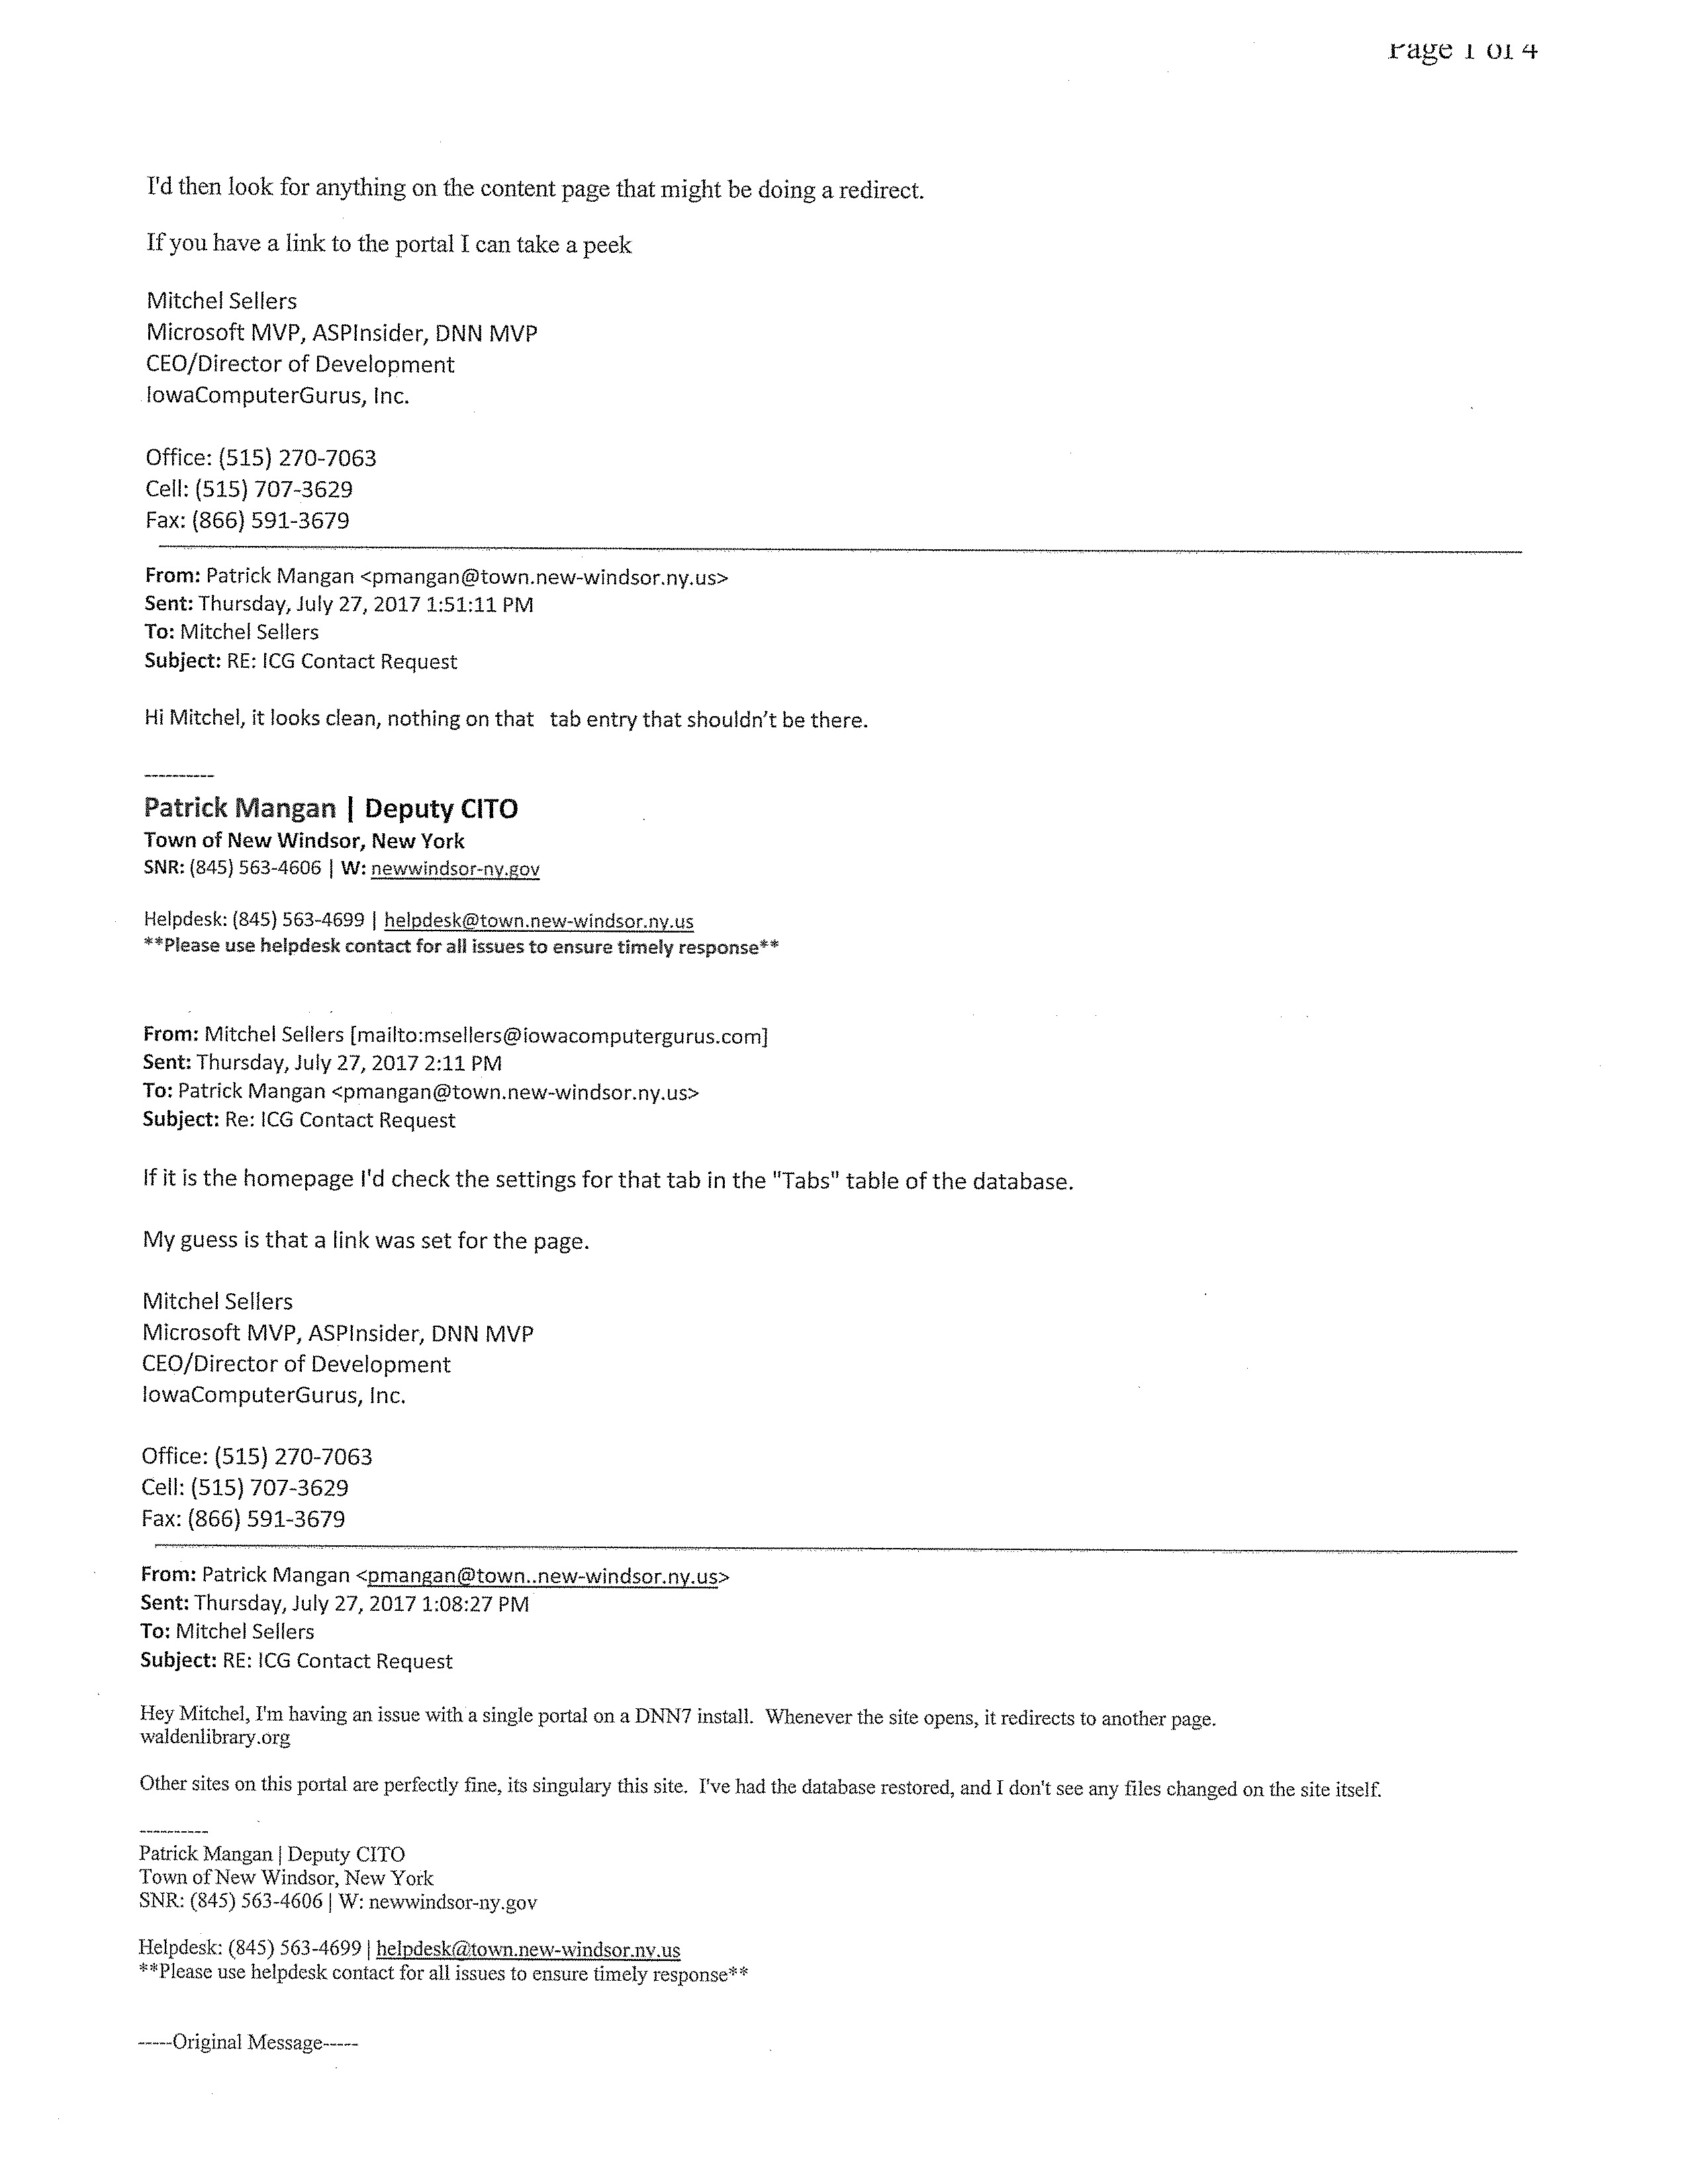 Page 1 of 4
I'd then look for anything on the content page that might be doing a redirect.
If you have a link to the portal I can take a peek
Mitchel Sellers
Microsoft MVP, ASPInsider, DNN MVP
CEO/Director of Development
IowaComputerGurus, Inc.
Office: (515) 270-7063
Cell: (515) 707-3629
Fax: (866) 591-3679
From: Patrick Mangan <pmangan@town.new-windsor.ny.us>
Sent: Thursday, July 27, 2017 1:51:11 PM
To: Mitchel Sellers
Subject: RE: ICG Contact Request
Hi Mitchel, it looks clean, nothing on that  tab entry that shouldn't be there.
----------
Patrick Mangan | Deputy CITO
Town of New Windsor, New York
SNR: (845) 563-4606 | W: newwindsor-ny.gov
Helpdesk: (845) 563-4699 | helpdesk@town.new-windsor.ny.us
**Please use helpdesk contact for all issues to ensure timely response**
From: Mitchel Sellers [mailto:msellers@iowacomputergurus.com]
Sent: Thursday, July 27, 2017 2:11 PM
To: Patrick Mangan <pmangan@town.new-windsor.ny.us>
Subject: Re: ICG Contact Request
If it is the homepage I'd check the settings for that tab in the "Tabs" table of the database.
My guess is that a link was set for the page.
Mitchel Sellers
Microsoft MVP, ASPInsider, DNN MVP
CEO/Director of Development
IowaComputerGurus, Inc.
Office: (515) 270-7063
Cell: (515) 707-3629
Fax: (866) 591-3679
From: Patrick Mangan <pmangan@town..new-windsor.ny.us>
Sent: Thursday, July 27, 2017 1:08:27 PM
To: Mitchel Sellers
Subject: RE: ICG Contact Request
Hey Mitchel, I'm having an issue with a single portal on a DNN7 install.  Whenever the site opens, it redirects to another page.
waldenlibrary.org
Other sites on this portal are perfectly fine, its singulary this site.  I've had the database restored, and I don't see any files changed on the site itself.
----------
Patrick Mangan | Deputy CITO
Town of New Windsor, New York
SNR: (845) 563-4606 | W: newwindsor-ny.gov
Helpdesk: (845) 563-4699 | helpdesk@town.new-windsor.ny.us
**Please use helpdesk contact for all issues to ensure timely response**
-----Original Message-----